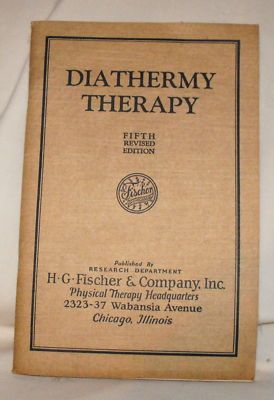 DIATHERMY
THERAPY
FIFTH
REVISED
EDITION
Fischer
Published By
RESEARCH DEPARTMENT
H·G·Fischer & Company, Inc.
Physical Therapy Headquarters
2323-37 Wabansia Avenue
Chicago, Illinois